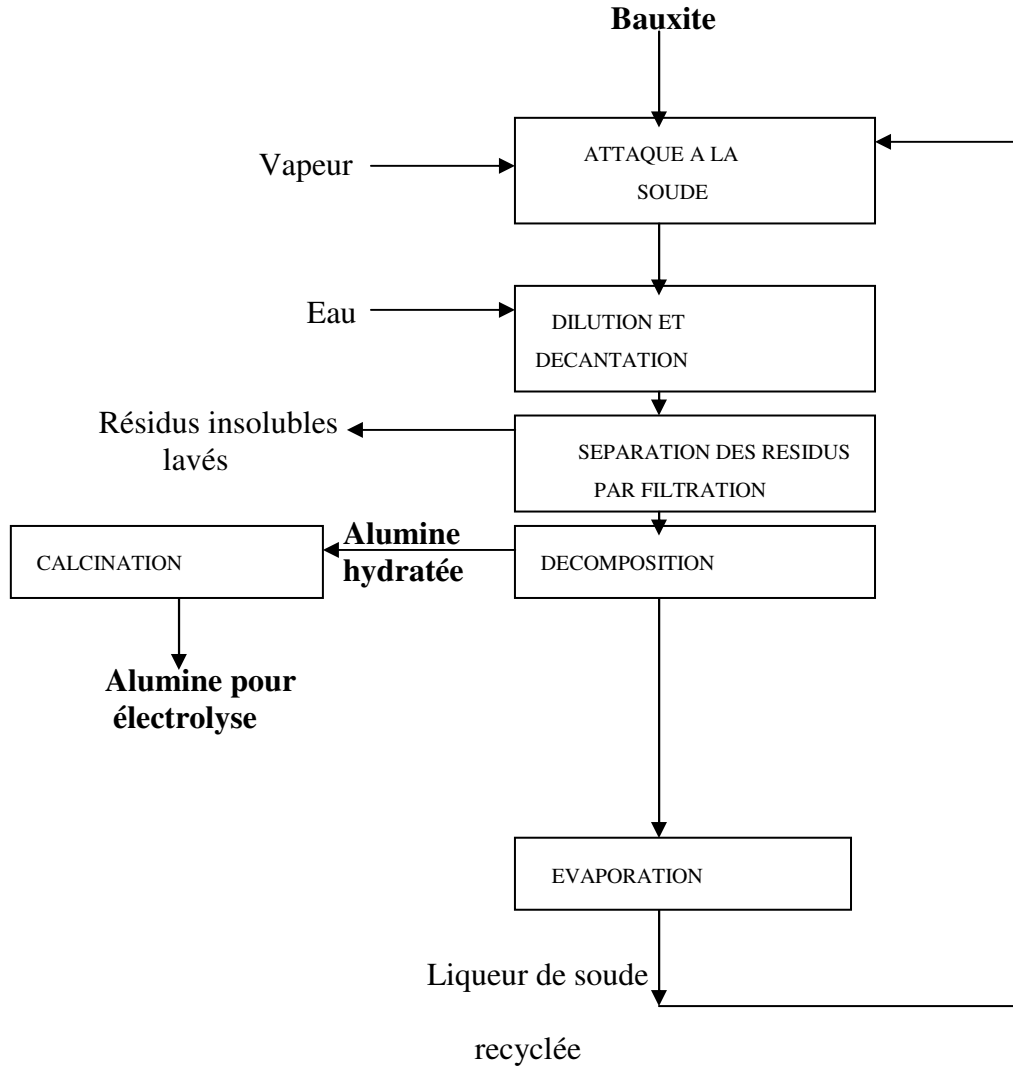 Bauxite
Vapeur
ATTAQUE A LA
SOUDE
Eau
DILUTION ET
DECANTATION
Résidus insolubles
lavés
SEPARATION DES RESIDUS
PAR FILTRATION
CALCINATION
Alumine
hydratée
DECOMPOSITION
Alumine pour
électrolyse
EVAPORATION
Liqueur de soude
recyclée